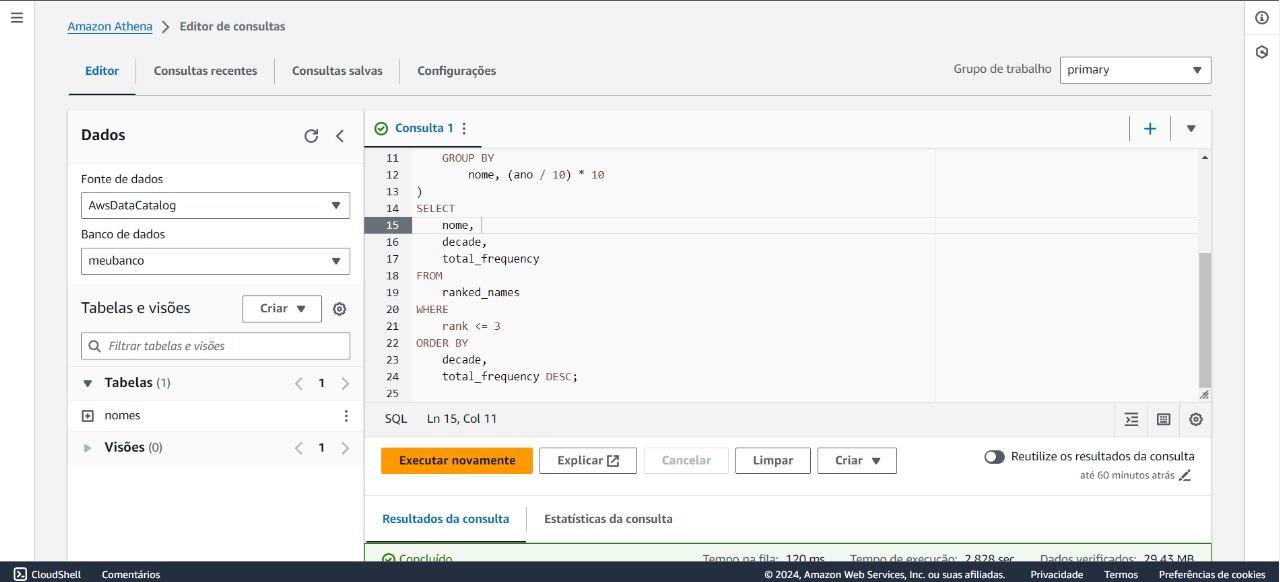 Amazon Athena > Editor de consultas
Editor Consultas recentes Consultas salvas Configurações Grupo de trabalho primary
Dados
Fonte de dados
AwsDataCatalog
Banco de dados
meubanco
Tabelas e visões Criar
Filtrar tabelas e visões
Tabelas (1) 1
nomes
Visões (0) 1
Consulta 1
11 GROUP BY
12 nome, (ano / 10) * 10
13 )
14 SELECT
15 nome,
16 decade,
17 total_frequency
18 FROM
19 ranked_names
20 WHERE
21 rank <= 3
22 ORDER BY
23 decade,
24 total_frequency DESC;
25
SQL Ln 15, Col 11
Executar novamente Explicar Cancelar Limpar Criar Reutilize os resultados da consulta
até 60 minutos atrás
Resultados da consulta Estatísticas da consulta
Concluído Tempo na fila: 120 ms Tempo de execução: 2.828 sec Dados verificados: 29.43 MB
CloudShell Comentários © 2024, Amazon Web Services, Inc. ou suas afiliadas. Privacidade Termos Preferências de cookies